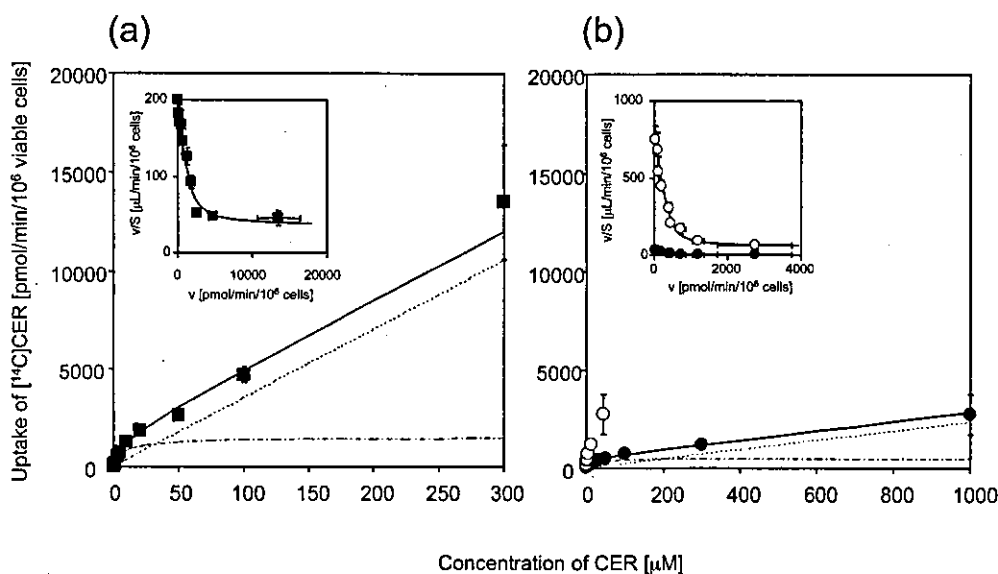 (a)
(b)
Uptake of [¹⁴C]CER [pmol/min/10⁶ viable cells]
20000
15000
10000
5000
0
0 50 100 150 200 250 300
v/S [µL/min/10⁶ cells]
200
100
0
0 10000 20000
v [pmol/min/10⁶ cells]
20000
15000
10000
5000
0
0 200 400 600 800 1000
v/S [µL/min/10⁶ cells]
1000
500
0
0 2000 4000
v [pmol/min/10⁶ cells]
Concentration of CER [µM]